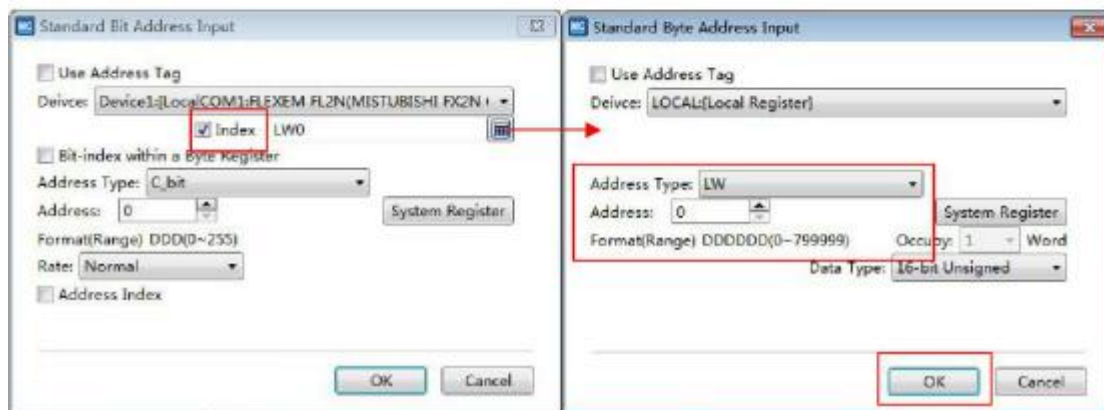 Standard Bit Address Input
Use Address Tag
Deivce: Device1:[LocalCOM1:FLEXEM FL2N(MISTUBISHI FX2N
Index LW0
Bit-index within a Byte Register
Address Type: C_bit
Address: 0 System Register
Format(Range) DDD(0~255)
Rate: Normal
Address Index
OK Cancel
Standard Byte Address Input
Use Address Tag
Deivce: LOCAL:[Local Register]
Address Type: LW
Address: 0 System Register
Format(Range) DDDDDD(0~799999) Occupy: 1 Word
Data Type: 16-bit Unsigned
OK Cancel